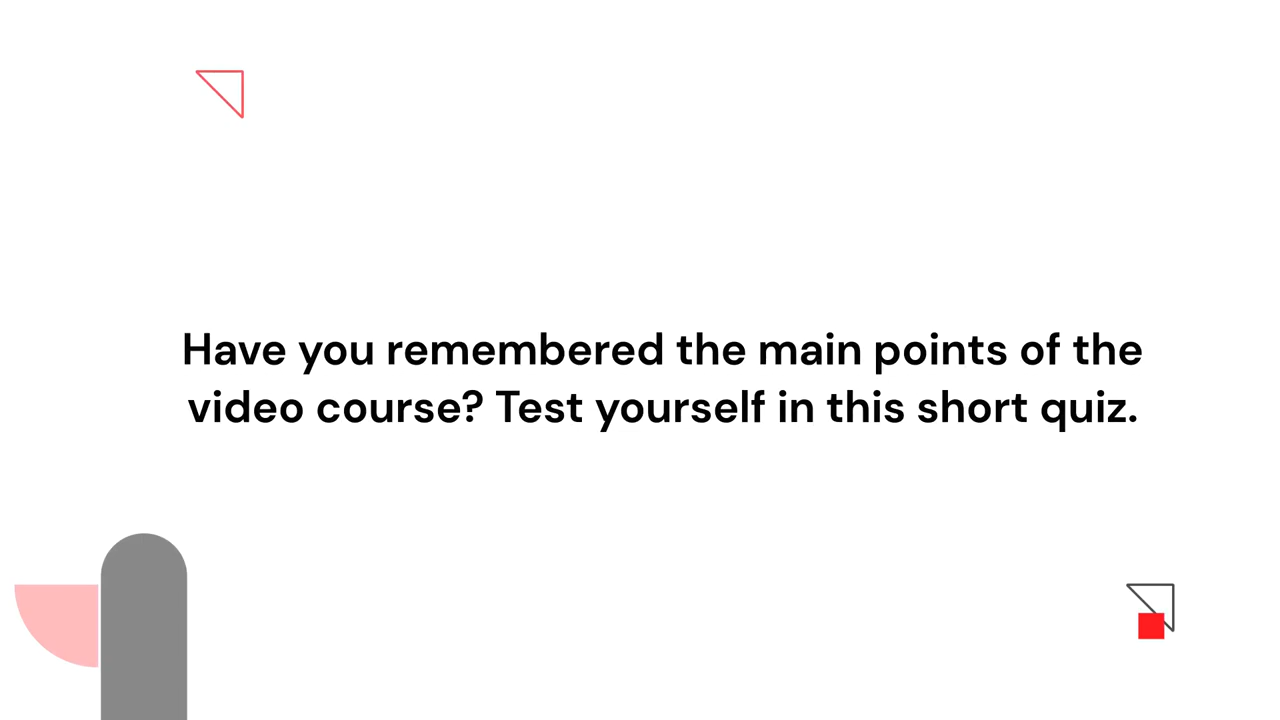 Have you remembered the main points of the
video course? Test yourself in this short quiz.